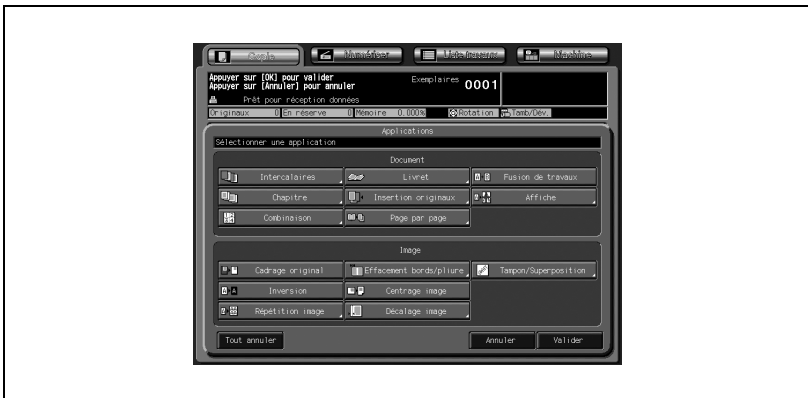 Copie Numériser Liste travaux Machine
Appuyer sur [OK] pour valider
Appuyer sur [Annuler] pour annuler
Exemplaires 0001
Prêt pour réception données
Originaux 0 En réserve 0 Mémoire 0.000% Rotation Tamb/Dév.
Applications
Sélectionner une application
Document
Intercalaires Livret Fusion de travaux
Chapitre Insertion originaux Affiche
Combinaison Page par page
Image
Cadrage original Effacement bords/pliure Tampon/Superposition
Inversion Centrage image
Répétition image Décalage image
Tout annuler Annuler Valider